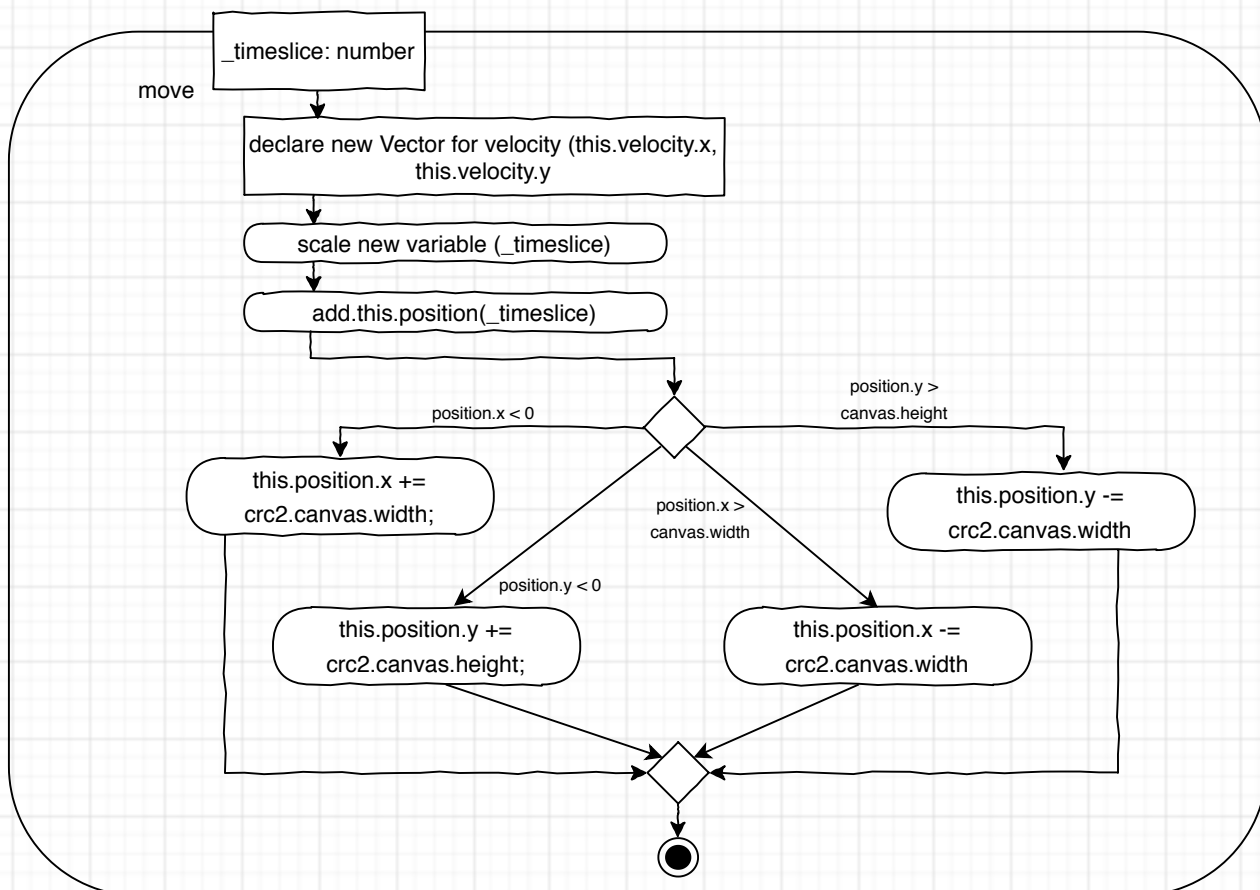 _timeslice: number
move
declare new Vector for velocity (this.velocity.x,
this.velocity.y
scale new variable (_timeslice)
add.this.position(_timeslice)
position.y >
canvas.height
position.x < 0
this.position.x +=
crc2.canvas.width;
position.x >
canvas.width
this.position.y -=
crc2.canvas.width
position.y < 0
this.position.y +=
crc2.canvas.height;
this.position.x -=
crc2.canvas.width